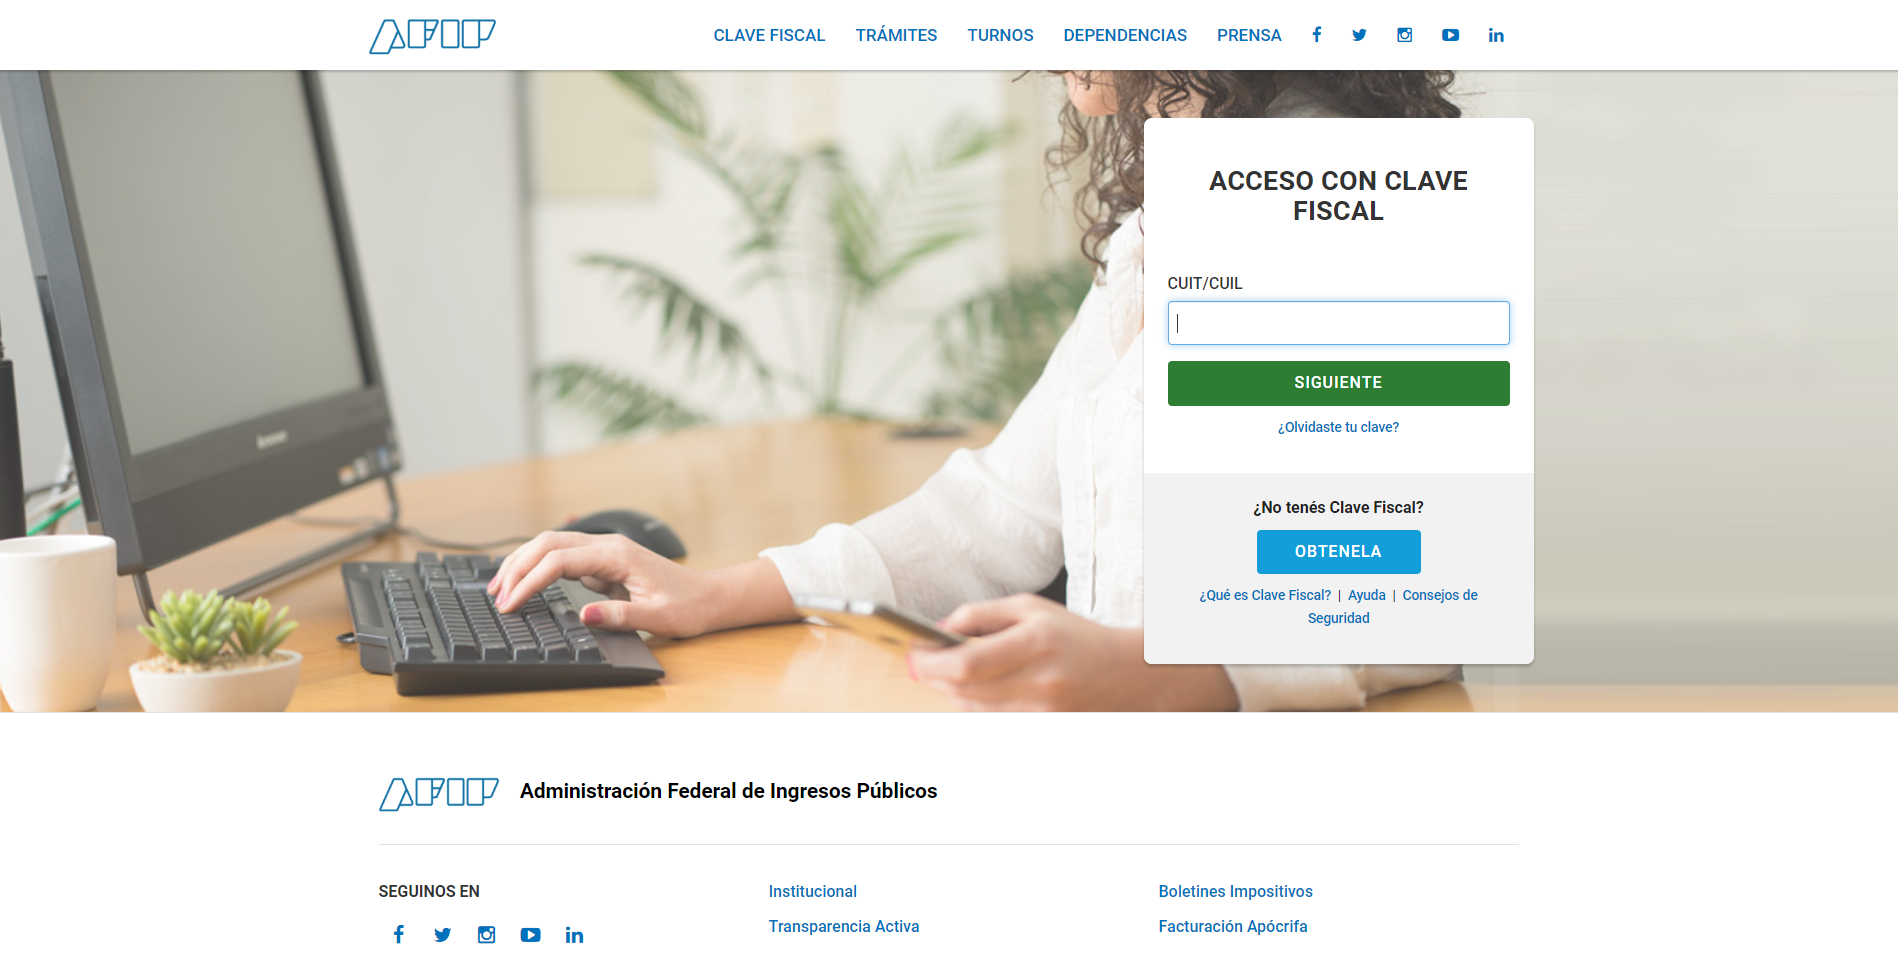 AFIP
CLAVE FISCAL
TRÁMITES
TURNOS
DEPENDENCIAS
PRENSA
ACCESO CON CLAVE
FISCAL
CUIT/CUIL
SIGUIENTE
¿Olvidaste tu clave?
¿No tenés Clave Fiscal?
OBTENELA
¿Qué es Clave Fiscal? | Ayuda | Consejos de
Seguridad
AFIP
Administración Federal de Ingresos Públicos
SEGUINOS EN
Institucional
Transparencia Activa
Boletines Impositivos
Facturación Apócrifa